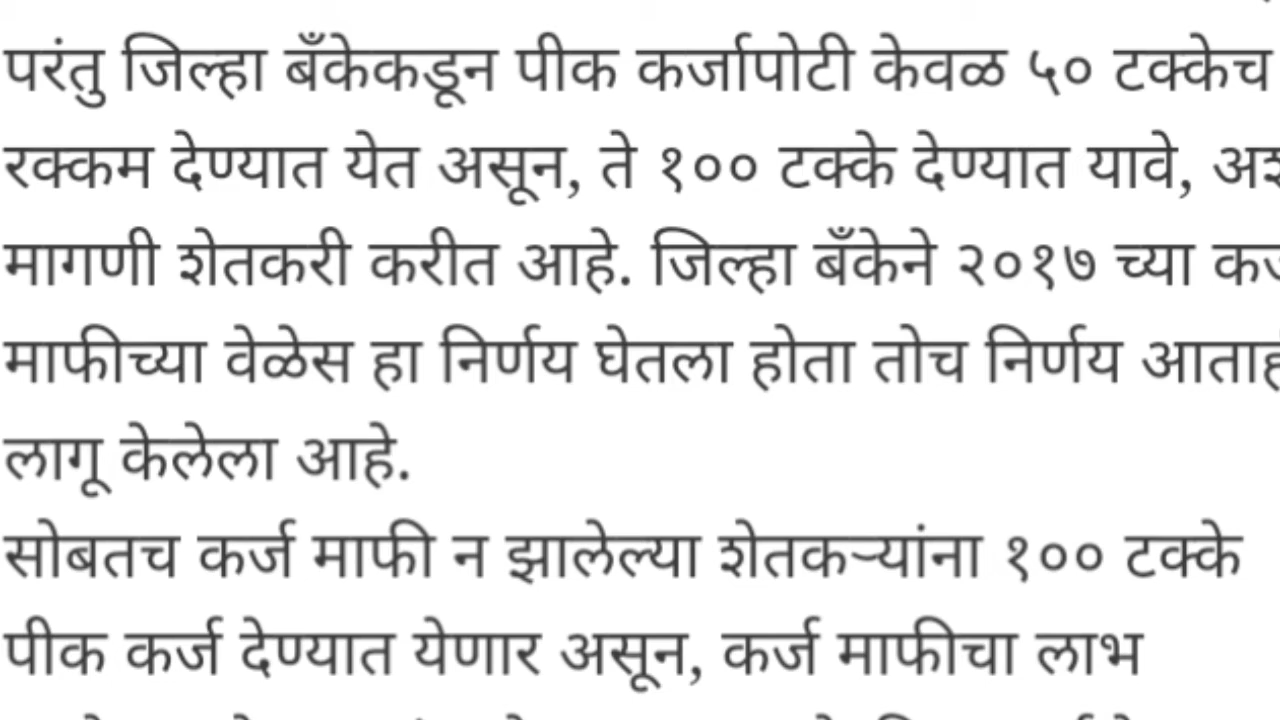 परंतु जिल्हा बँकेकडून पीक कर्जापोटी केवळ ५० टक्केच
रक्कम देण्यात येत असून, ते १०० टक्के देण्यात यावे,
मागणी शेतकरी करीत आहे. जिल्हा बँकेने २०१७ च्या
माफीच्या वेळेस हा निर्णय घेतला होता तोच निर्णय
लागू केलेला आहे.
सोबतच कर्ज माफी न झालेल्या शेतकऱ्यांना १०० टक्के
पीक कर्ज देण्यात येणार असून, कर्ज माफीचा लाभ